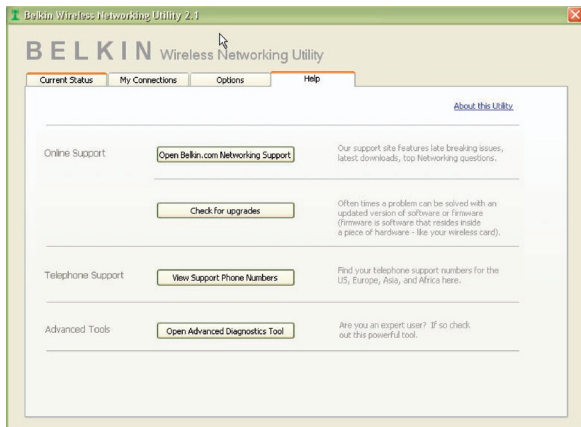 Belkin Wireless Networking Utility 2.1
BELKIN Wireless Networking Utility
Current Status
My Connections
Options
Help
About this Utility
Online Support
Open Belkin.com Networking Support
Our support site features late breaking issues,
latest downloads, top Networking questions.
Check for upgrades
Often times a problem can be solved with an
updated version of software or firmware
(firmware is software that resides inside
a piece of hardware - like your wireless card).
Telephone Support
View Support Phone Numbers
Find your telephone support numbers for the
US, Europe, Asia, and Africa here.
Advanced Tools
Open Advanced Diagnostics Tool
Are you an expert user? If so check
out this powerful tool.